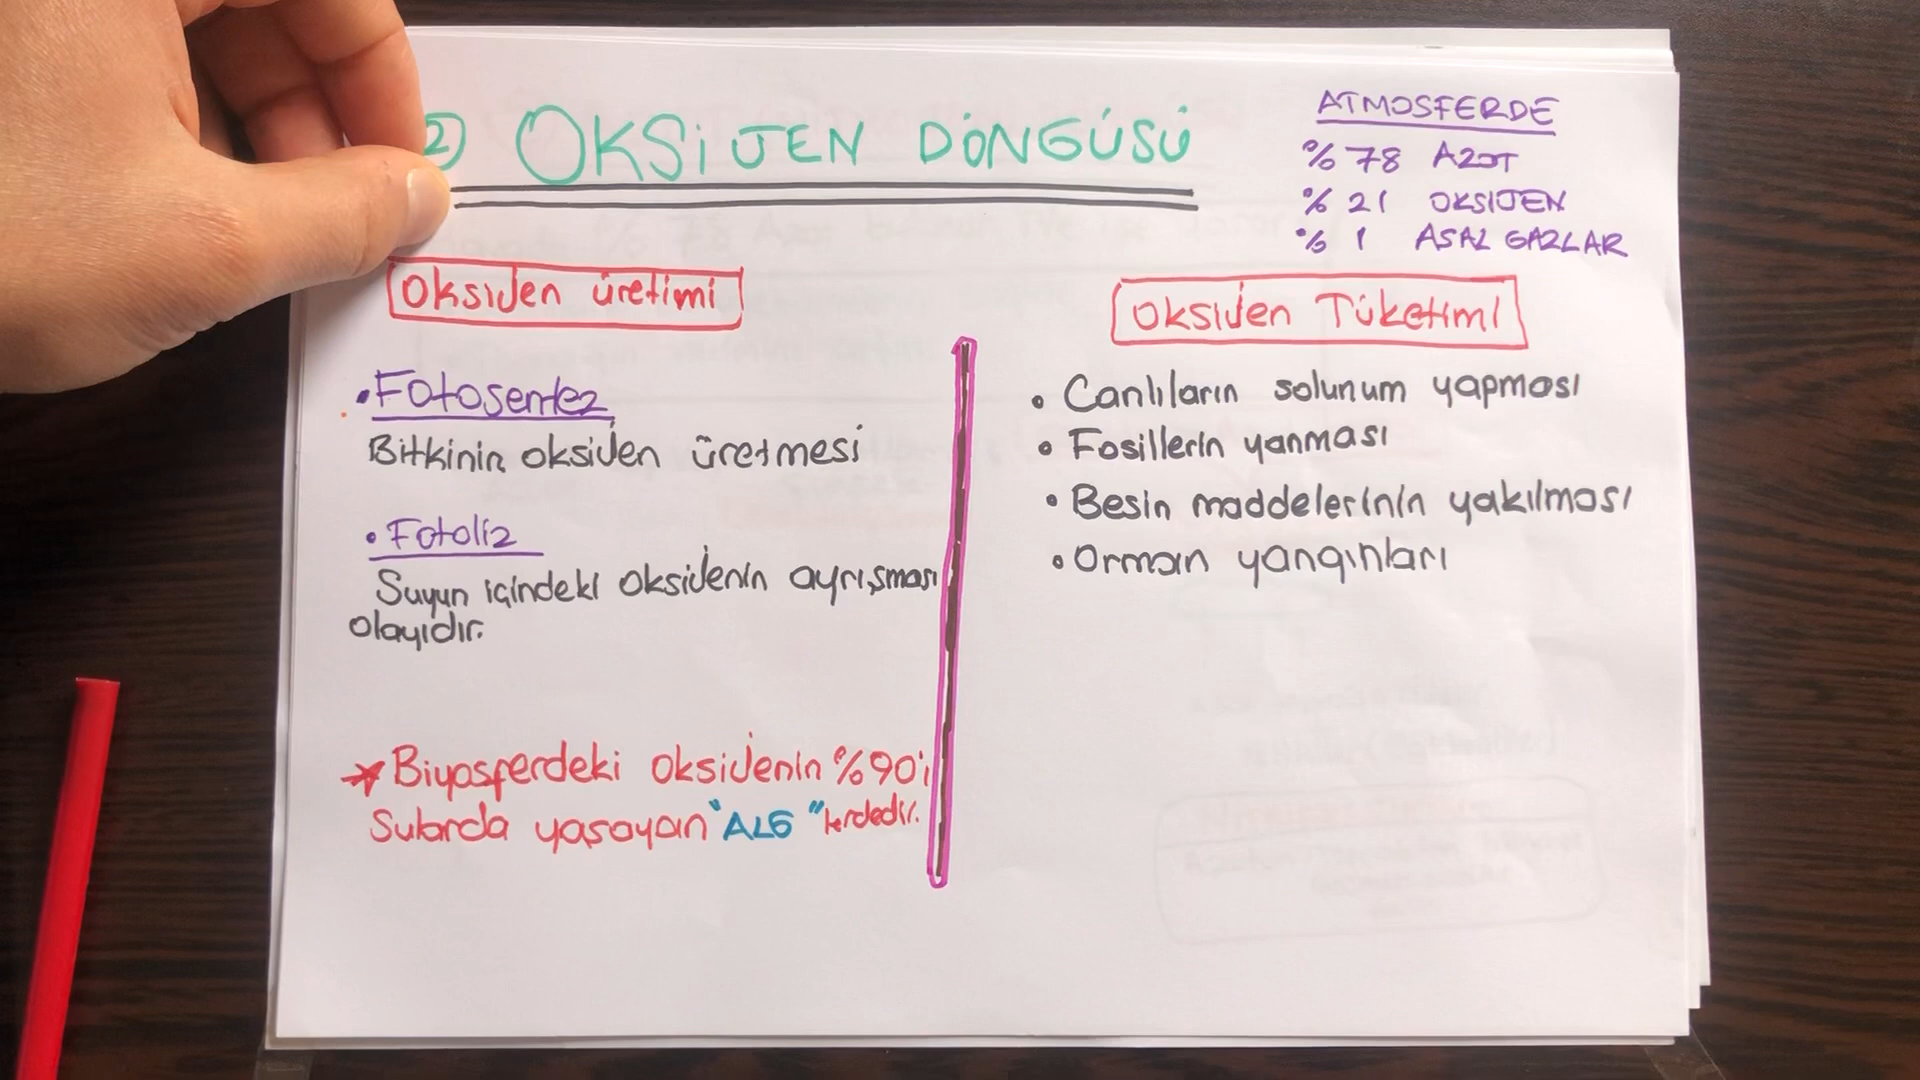 2) OKSİJEN DÖNGÜSÜ
ATMOSFERDE
% 78 AZOT
% 21 OKSİJEN
% 1 ASAL GAZLAR
Oksijen üretimi
• Fotosentez
Bitkinin oksijen üretmesi
• Fotoliz
Suyun içindeki oksijenin ayrışması
olayıdır.
* Biyosferdeki oksijenin %90'ı
Sularda yaşayan "ALG" lerdedir.
Oksijen Tüketimi
• Canlıların solunum yapması
• Fosillerin yanması
• Besin maddelerinin yakılması
• Orman yangınları